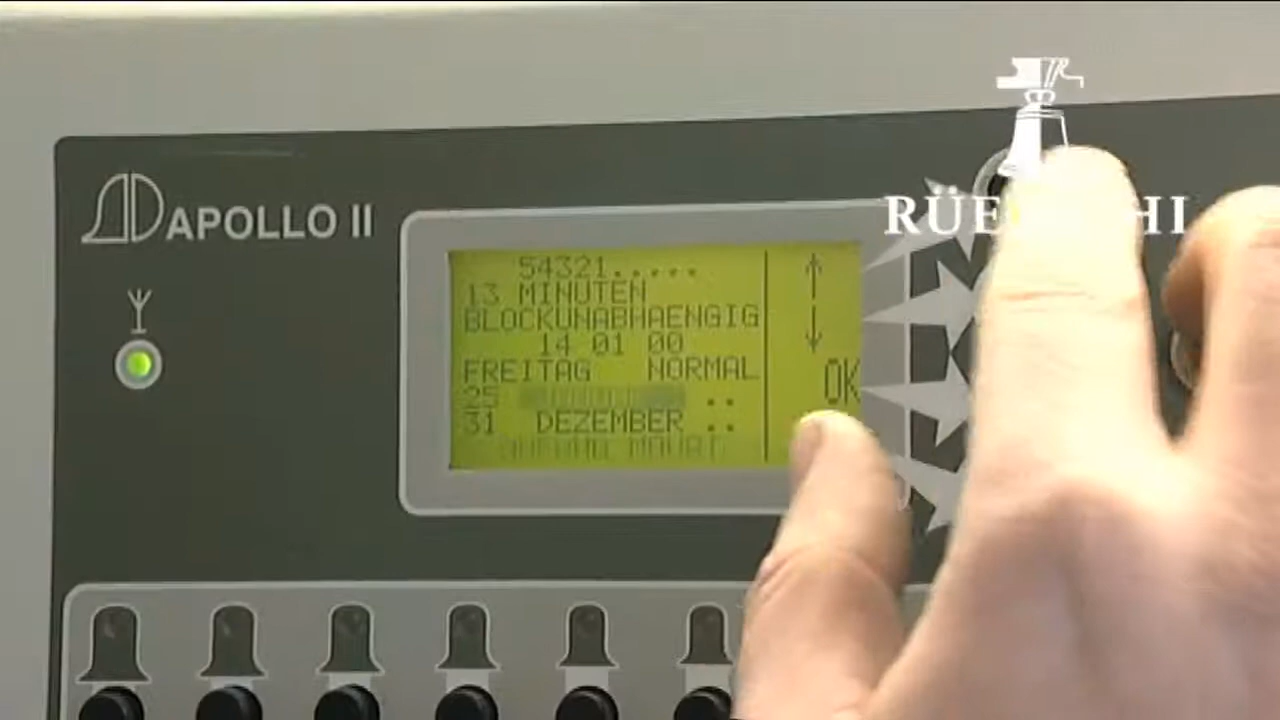 APOLLO II
54321.....
13 MINUTEN
BLOCKUNABHAENGIG
14 01 00
FREITAG NORMAL
25 ..
31 DEZEMBER ..
OK